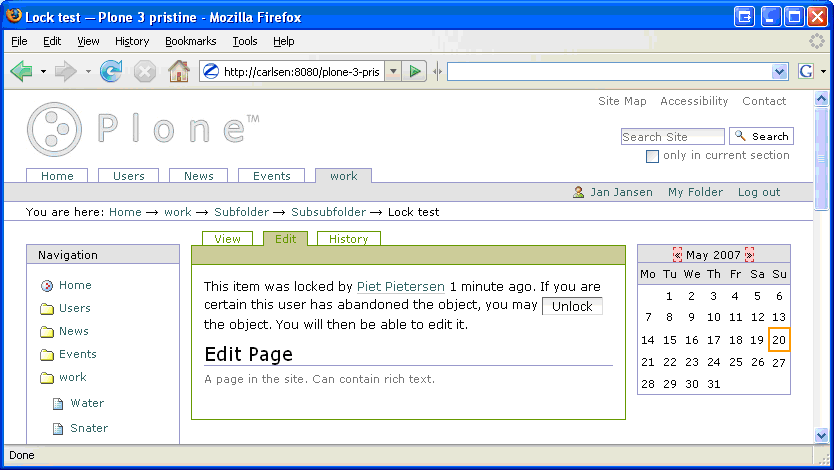 Lock test — Plone 3 pristine - Mozilla Firefox
File Edit View History Bookmarks Tools Help
http://carlsen:8080/plone-3-pris
G
Site Map Accessibility Contact
Plone™
Search Site Search
only in current section
Home Users News Events work
Jan Jansen My Folder Log out
You are here: Home → work → Subfolder → Subsubfolder → Lock test
Navigation
Home
Users
News
Events
work
Water
Snater
View Edit History
This item was locked by Piet Pietersen 1 minute ago. If you are
certain this user has abandoned the object, you may Unlock
the object. You will then be able to edit it.
Edit Page
A page in the site. Can contain rich text.
« May 2007 »
Mo Tu We Th Fr Sa Su
1 2 3 4 5 6
7 8 9 10 11 12 13
14 15 16 17 18 19 20
21 22 23 24 25 26 27
28 29 30 31
Done